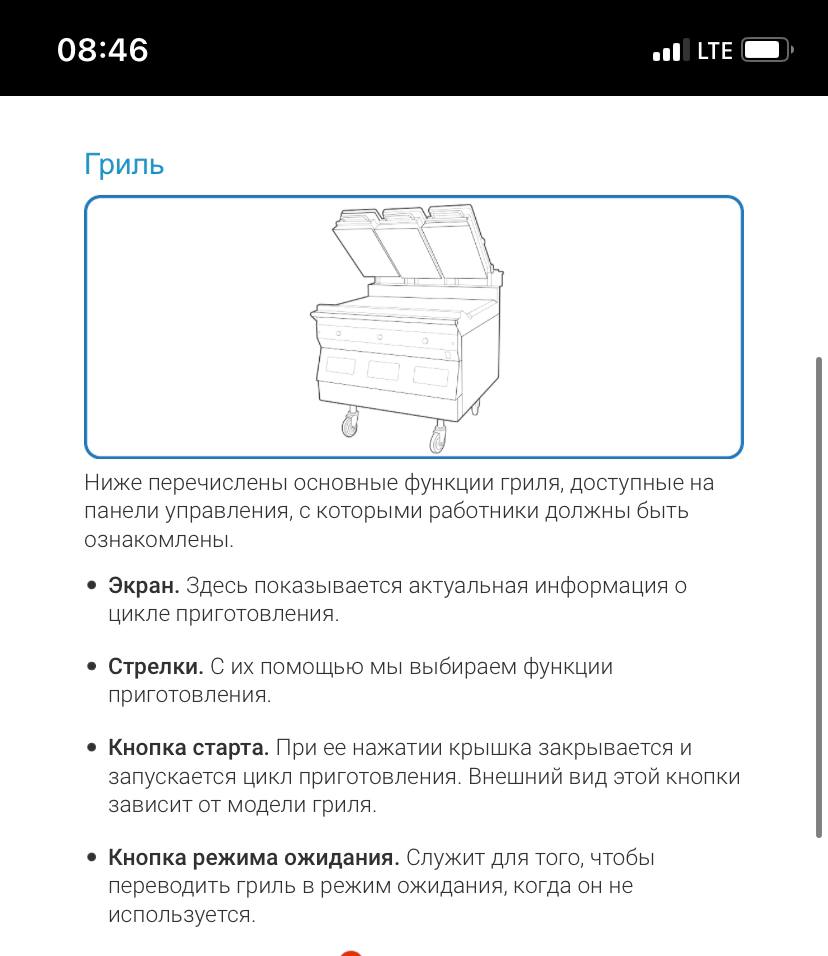 08:46
LTE
Гриль
Ниже перечислены основные функции гриля, доступные на
панели управления, с которыми работники должны быть
ознакомлены.
• Экран. Здесь показывается актуальная информация о
цикле приготовления.
• Стрелки. С их помощью мы выбираем функции
приготовления.
• Кнопка старта. При ее нажатии крышка закрывается и
запускается цикл приготовления. Внешний вид этой кнопки
зависит от модели гриля.
• Кнопка режима ожидания. Служит для того, чтобы
переводить гриль в режим ожидания, когда он не
используется.